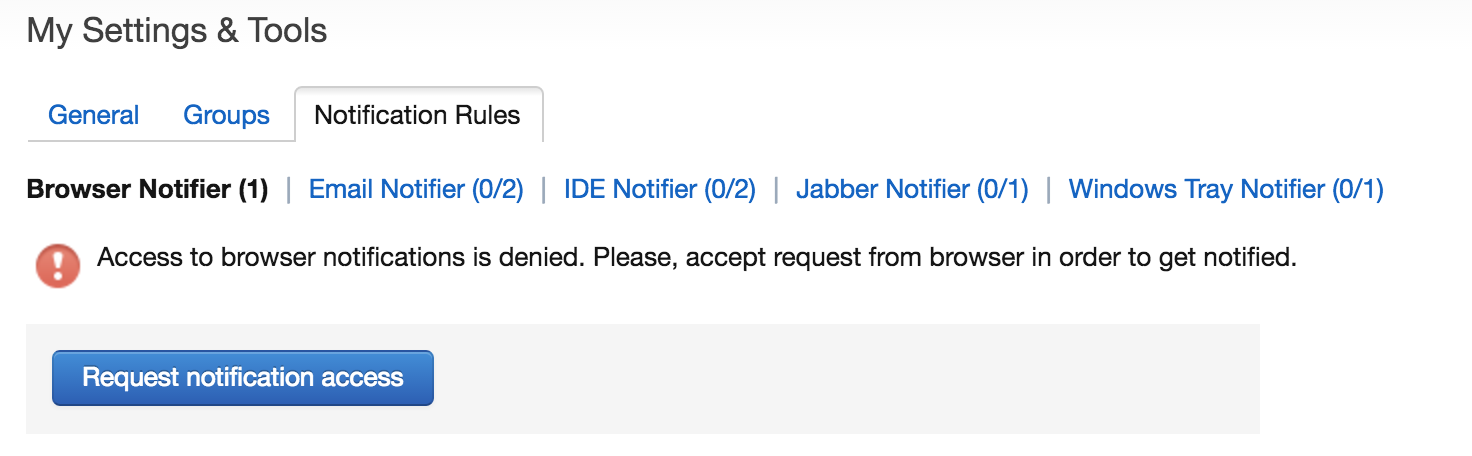 My Settings & Tools
General Groups Notification Rules
Browser Notifier (1) | Email Notifier (0/2) | IDE Notifier (0/2) | Jabber Notifier (0/1) | Windows Tray Notifier (0/1)
Access to browser notifications is denied. Please, accept request from browser in order to get notified.
Request notification access